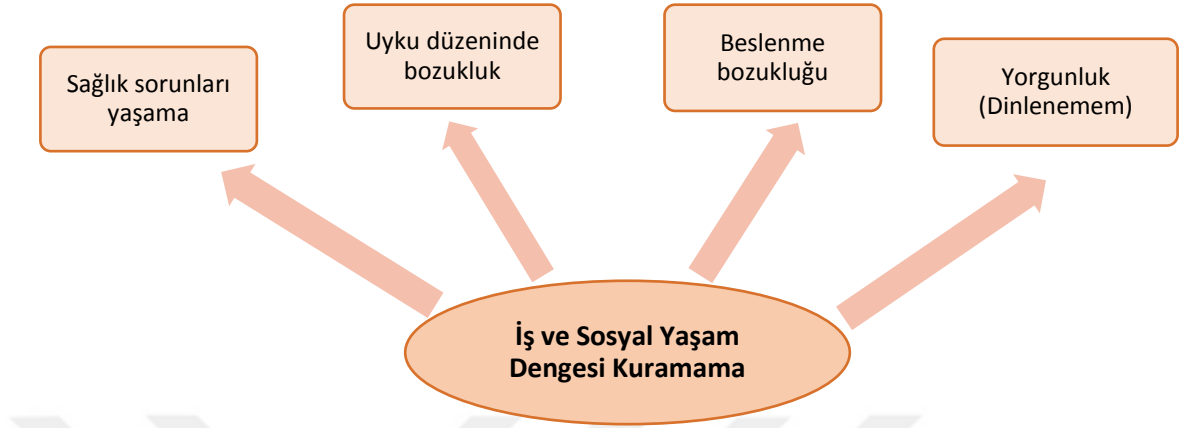 Sağlık sorunları
yaşama
Uyku düzeninde
bozukluk
Beslenme
bozukluğu
Yorgunluk
(Dinlenemem)
İş ve Sosyal Yaşam
Dengesi Kuramama